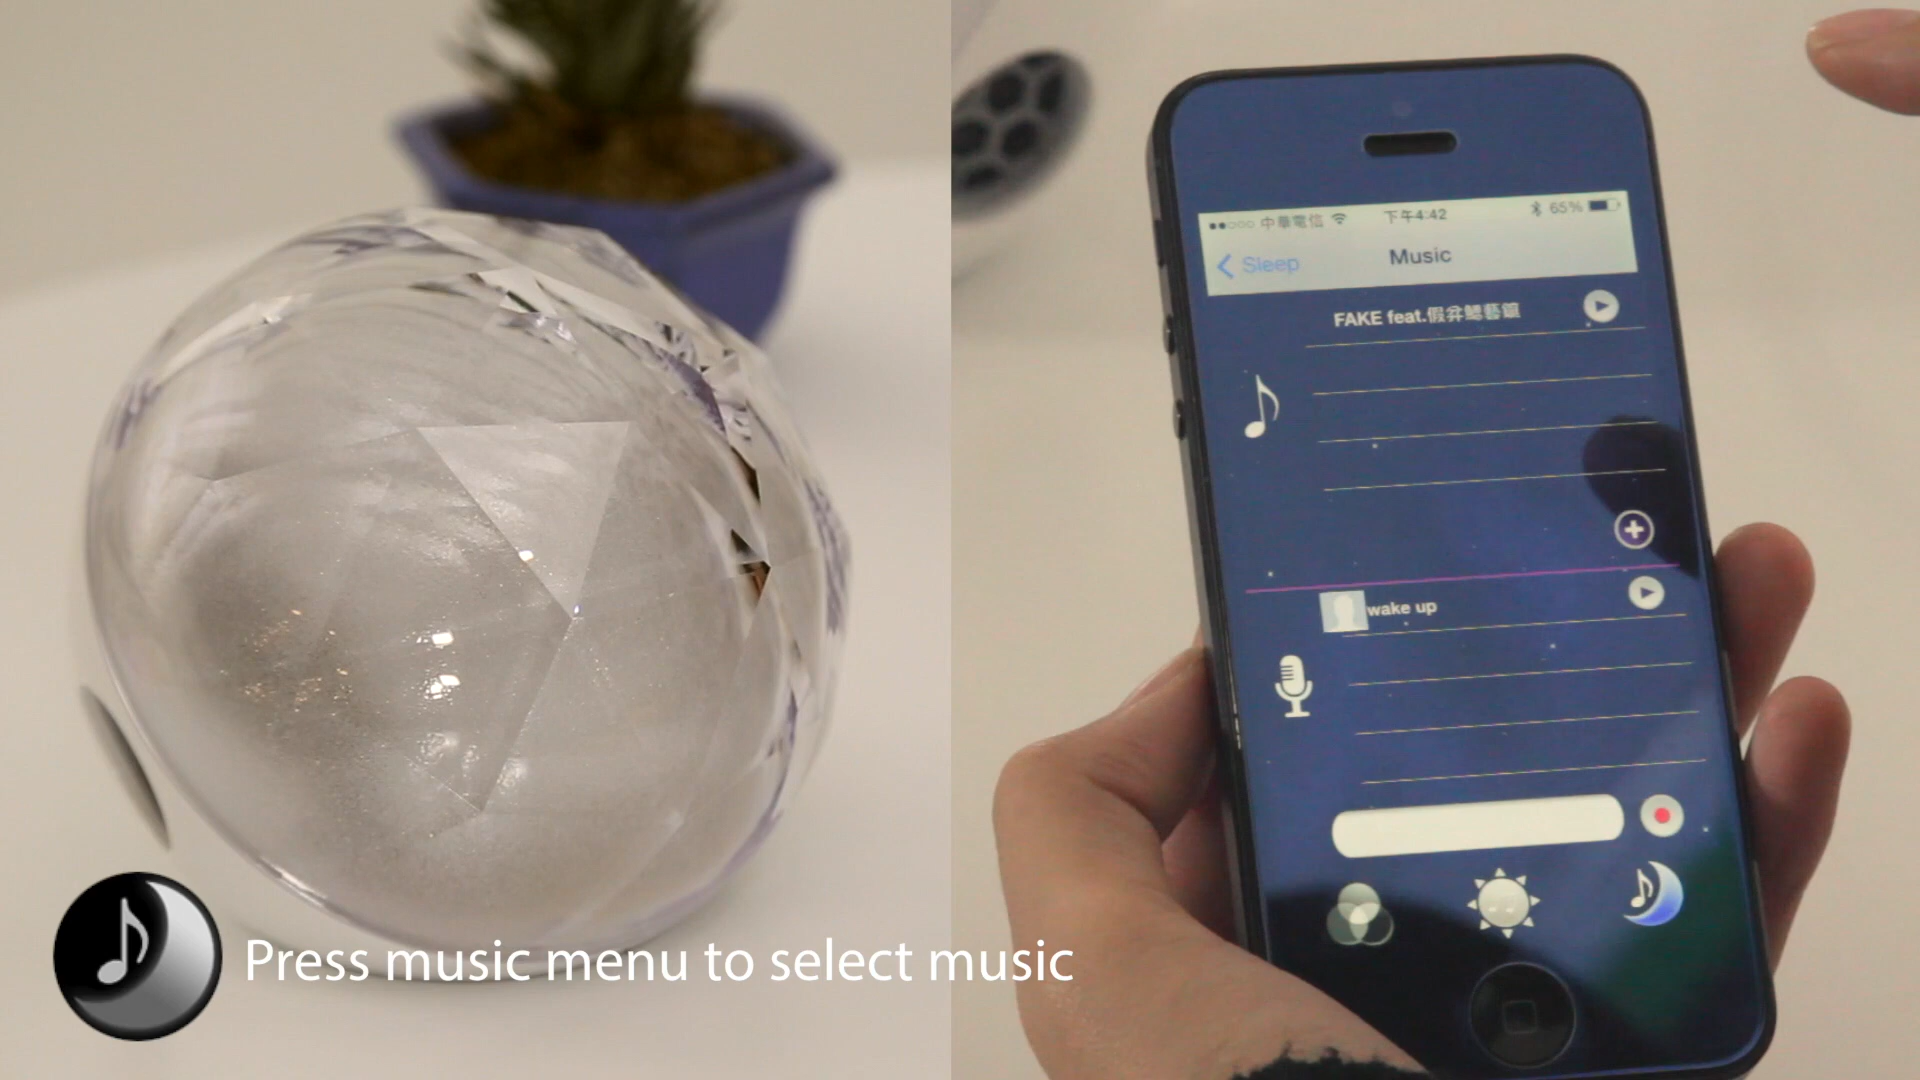 中華電信 下午4:42 65%
Sleep Music
FAKE feat.
wake up
Press music menu to select music